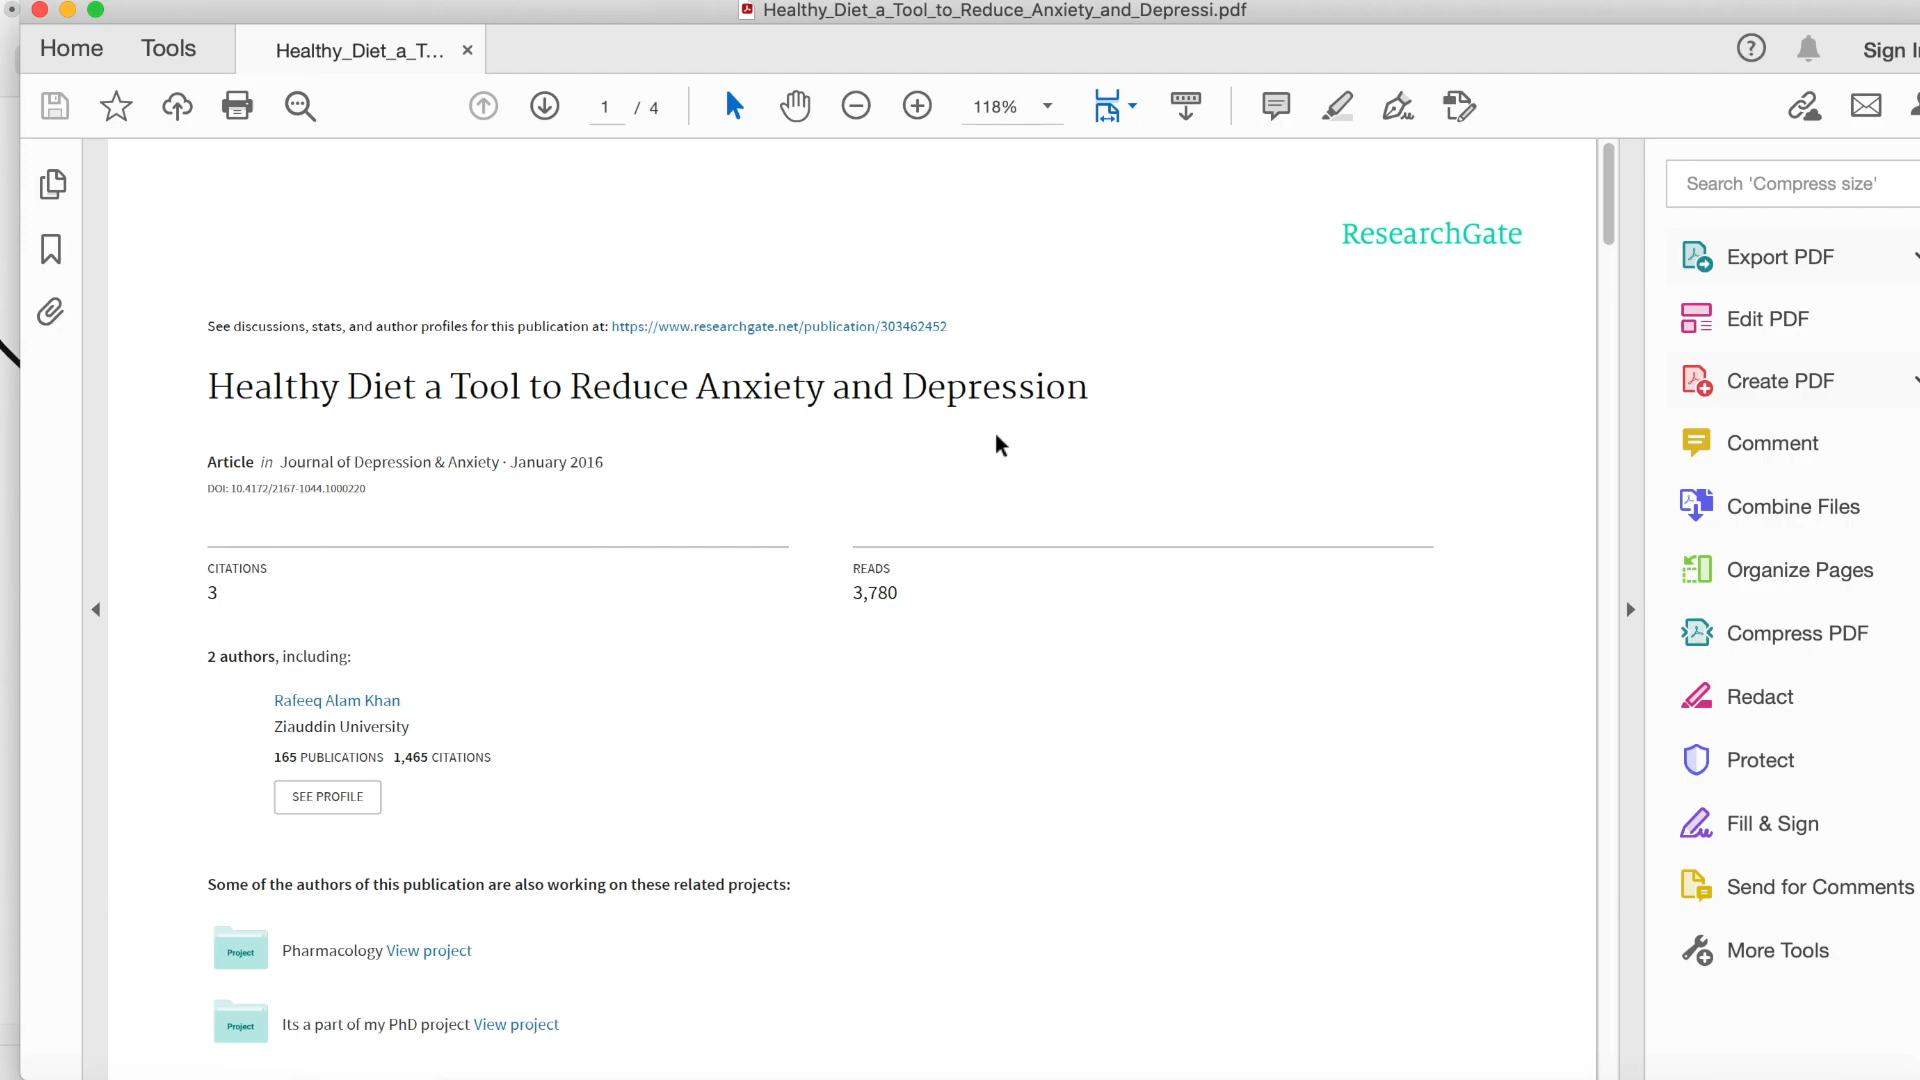 Healthy_Diet_a_Tool_to_Reduce_Anxiety_and_Depressi.pdf
Home Tools Healthy_Diet_a_T... × Sign I
1 / 4 118%
Search 'Compress size'
ResearchGate
Export PDF
See discussions, stats, and author profiles for this publication at: https://www.researchgate.net/publication/303462452
Edit PDF
Healthy Diet a Tool to Reduce Anxiety and Depression
Create PDF
Comment
Article in Journal of Depression & Anxiety · January 2016
DOI: 10.4172/2167-1044.1000220
Combine Files
CITATIONS READS
Organize Pages
3 3,780
Compress PDF
2 authors, including:
Rafeeq Alam Khan
Redact
Ziauddin University
165 PUBLICATIONS 1,465 CITATIONS
Protect
SEE PROFILE
Fill & Sign
Some of the authors of this publication are also working on these related projects:
Send for Comments
Project Pharmacology View project
More Tools
Project Its a part of my PhD project View project